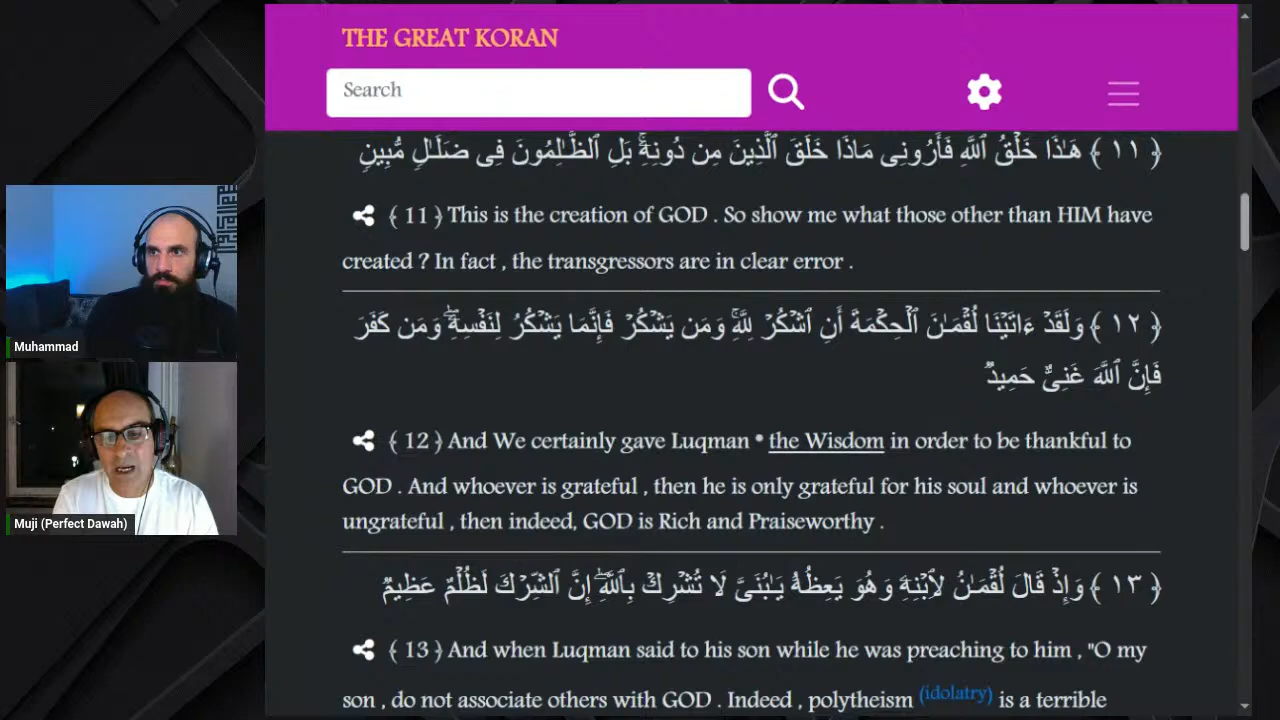 THE GREAT KORAN
Search
﴿ ١١ ﴾ هَـٰذَا خَلْقُ ٱللَّهِ فَأَرُونِى مَاذَا خَلَقَ ٱلَّذِينَ مِن دُونِهِۦۚ بَلِ ٱلظَّـٰلِمُونَ فِى ضَلَـٰلٍ مُّبِينٍ
﴾ 11 ﴿ This is the creation of GOD . So show me what those other than HIM have
created ? In fact , the transgressors are in clear error .
﴿ ١٢ ﴾ وَلَقَدْ ءَاتَيْنَا لُقْمَـٰنَ ٱلْحِكْمَةَ أَنِ ٱشْكُرْ لِلَّهِۚ وَمَن يَشْكُرْ فَإِنَّمَا يَشْكُرُ لِنَفْسِهِۦۖ وَمَن كَفَرَ
فَإِنَّ ٱللَّهَ غَنِىٌّ حَمِيدٌ
﴾ 12 ﴿ And We certainly gave Luqman * the Wisdom in order to be thankful to
GOD . And whoever is grateful , then he is only grateful for his soul and whoever is
ungrateful , then indeed, GOD is Rich and Praiseworthy .
﴿ ١٣ ﴾ وَإِذْ قَالَ لُقْمَـٰنُ لِٱبْنِهِۦ وَهُوَ يَعِظُهُۥ يَـٰبُنَىَّ لَا تُشْرِكْ بِٱللَّهِۖ إِنَّ ٱلشِّرْكَ لَظُلْمٌ عَظِيمٌ
﴾ 13 ﴿ And when Luqman said to his son while he was preaching to him , "O my
son , do not associate others with GOD . Indeed , polytheism (idolatry) is a terrible
Muhammad
Muji (Perfect Dawah)